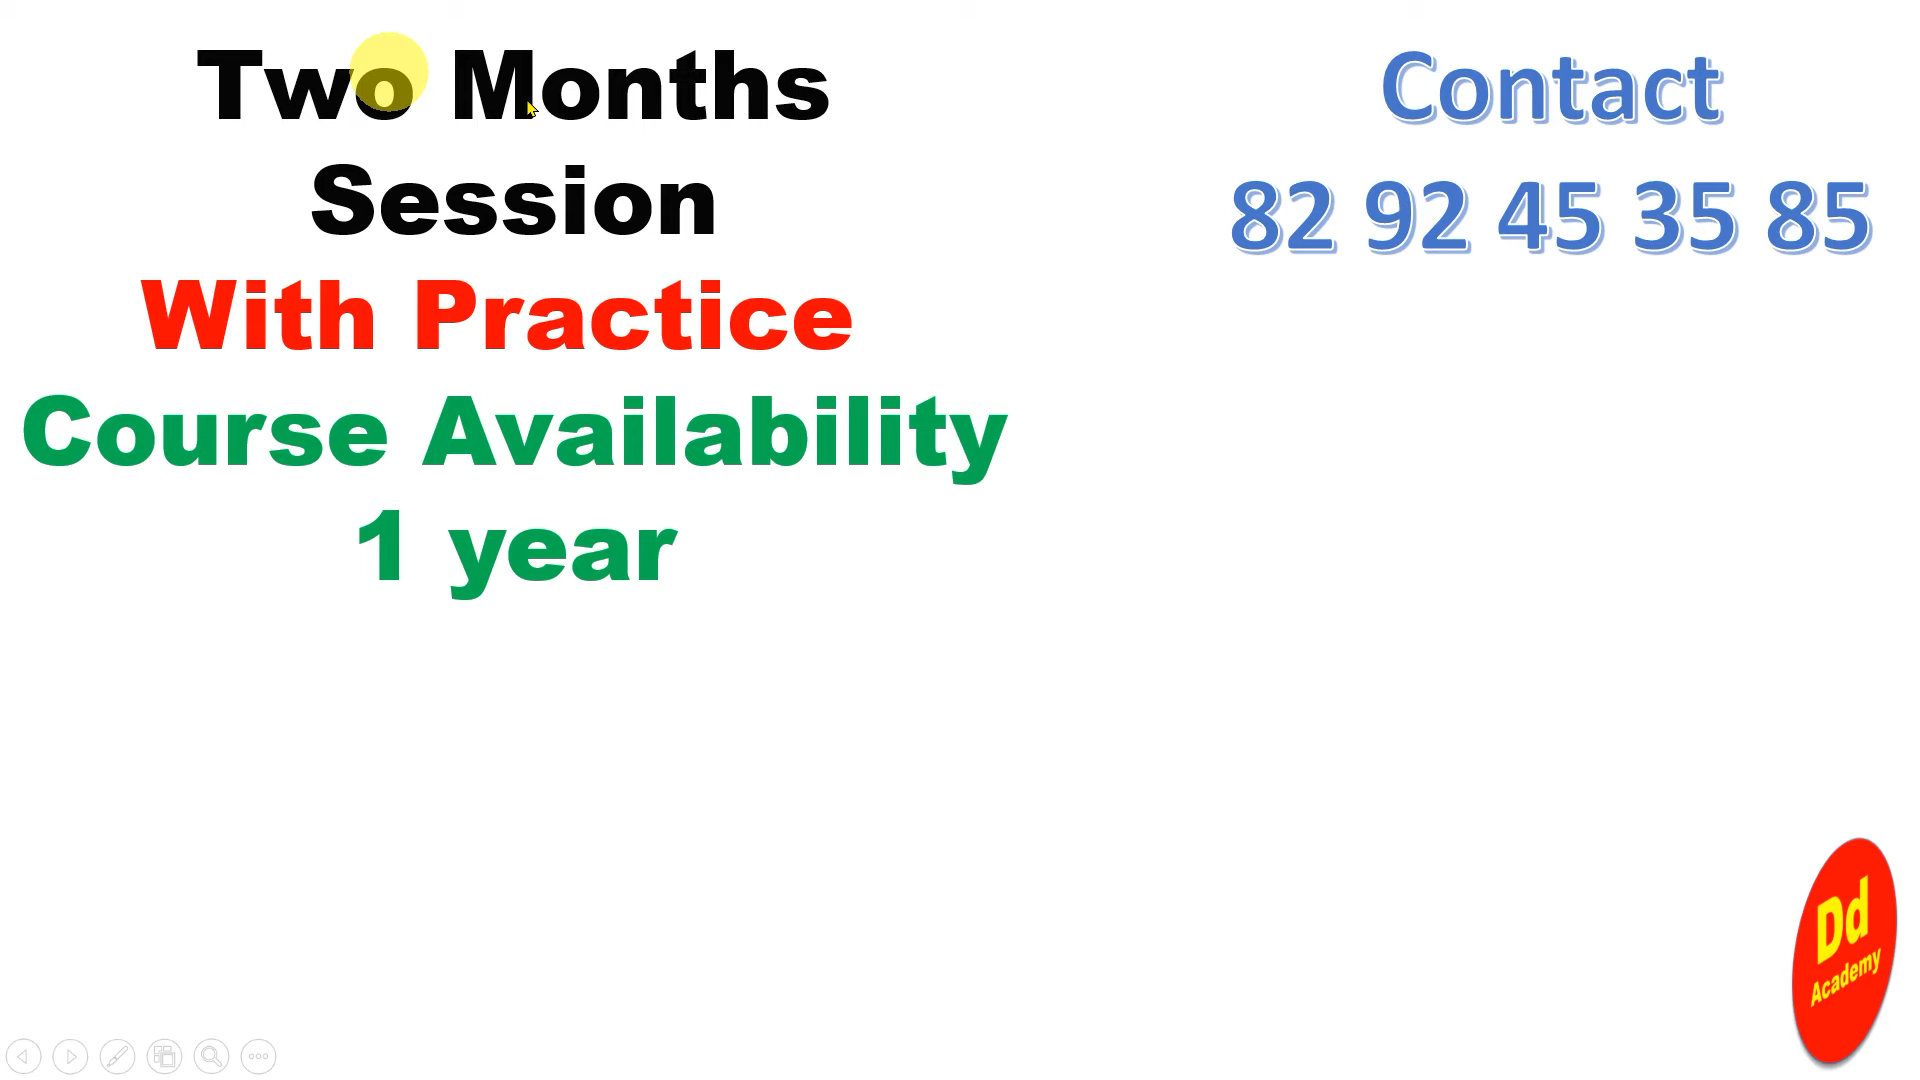 Two Months
Session
With Practice
Course Availability
1 year
Contact
82 92 45 35 85
Dd
Academy